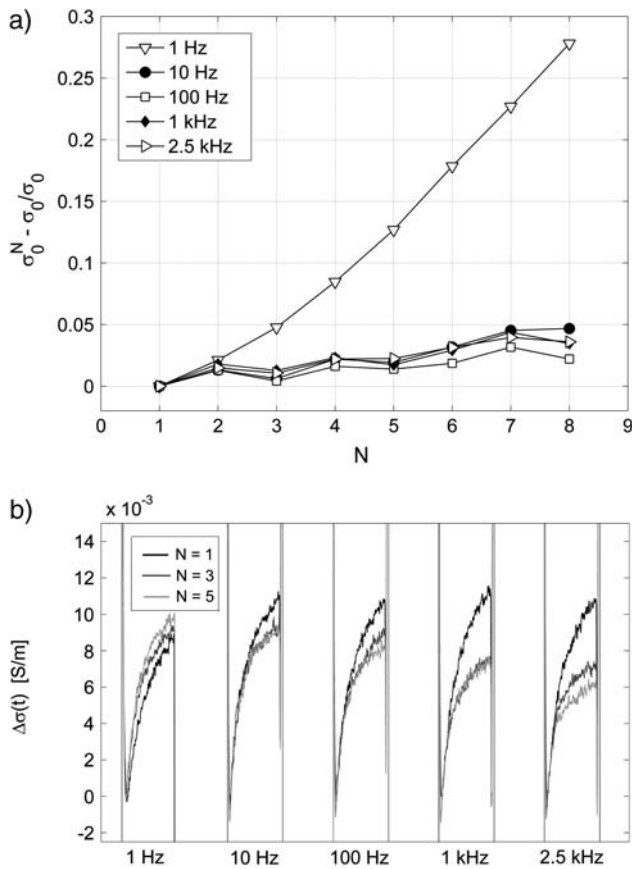 a)
0.3
0.25
0.2
0.15
0.1
0.05
0
σ₀ᴺ - σ₀/σ₀
1 Hz
10 Hz
100 Hz
1 kHz
2.5 kHz
0 1 2 3 4 5 6 7 8 9
N
b)
x 10⁻³
14
12
10
8
6
4
2
0
-2
Δσ(t) [S/m]
N = 1
N = 3
N = 5
1 Hz 10 Hz 100 Hz 1 kHz 2.5 kHz